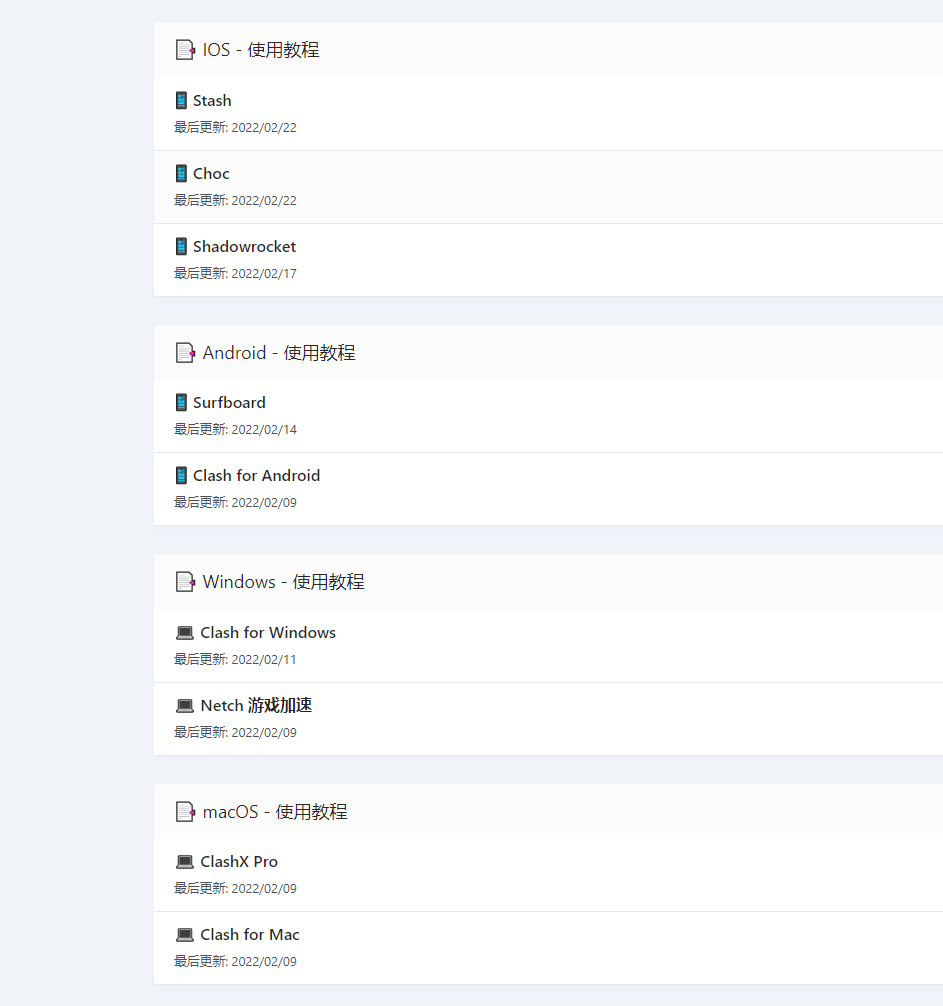 IOS - 使用教程
Stash
最后更新: 2022/02/22
Choc
最后更新: 2022/02/22
Shadowrocket
最后更新: 2022/02/17
Android - 使用教程
Surfboard
最后更新: 2022/02/14
Clash for Android
最后更新: 2022/02/09
Windows - 使用教程
Clash for Windows
最后更新: 2022/02/11
Netch 游戏加速
最后更新: 2022/02/09
macOS - 使用教程
ClashX Pro
最后更新: 2022/02/09
Clash for Mac
最后更新: 2022/02/09